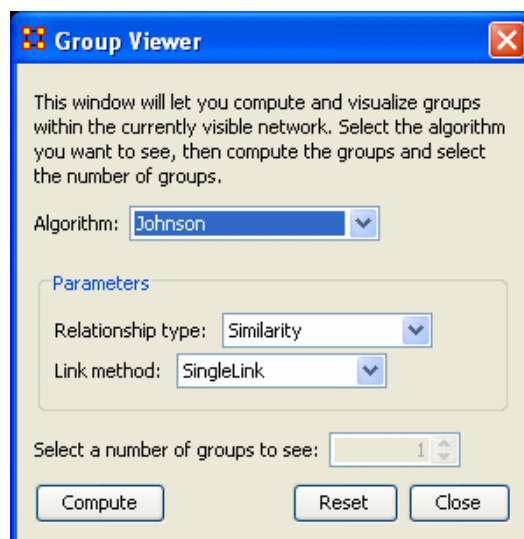 Group Viewer
This window will let you compute and visualize groups
within the currently visible network. Select the algorithm
you want to see, then compute the groups and select
the number of groups.
Algorithm: Johnson
Parameters
Relationship type: Similarity
Link method: SingleLink
Select a number of groups to see: 1
Compute Reset Close